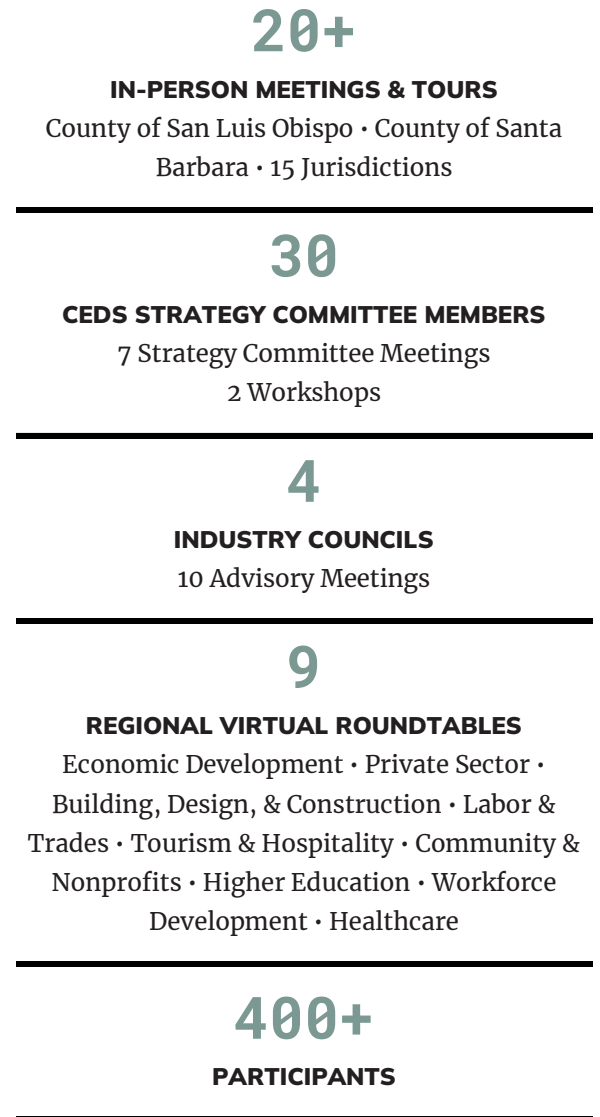 20+
IN-PERSON MEETINGS & TOURS
County of San Luis Obispo • County of Santa
Barbara • 15 Jurisdictions
30
CEDS STRATEGY COMMITTEE MEMBERS
7 Strategy Committee Meetings
2 Workshops
4
INDUSTRY COUNCILS
10 Advisory Meetings
9
REGIONAL VIRTUAL ROUNDTABLES
Economic Development • Private Sector •
Building, Design, & Construction • Labor &
Trades • Tourism & Hospitality • Community &
Nonprofits • Higher Education • Workforce
Development • Healthcare
400+
PARTICIPANTS